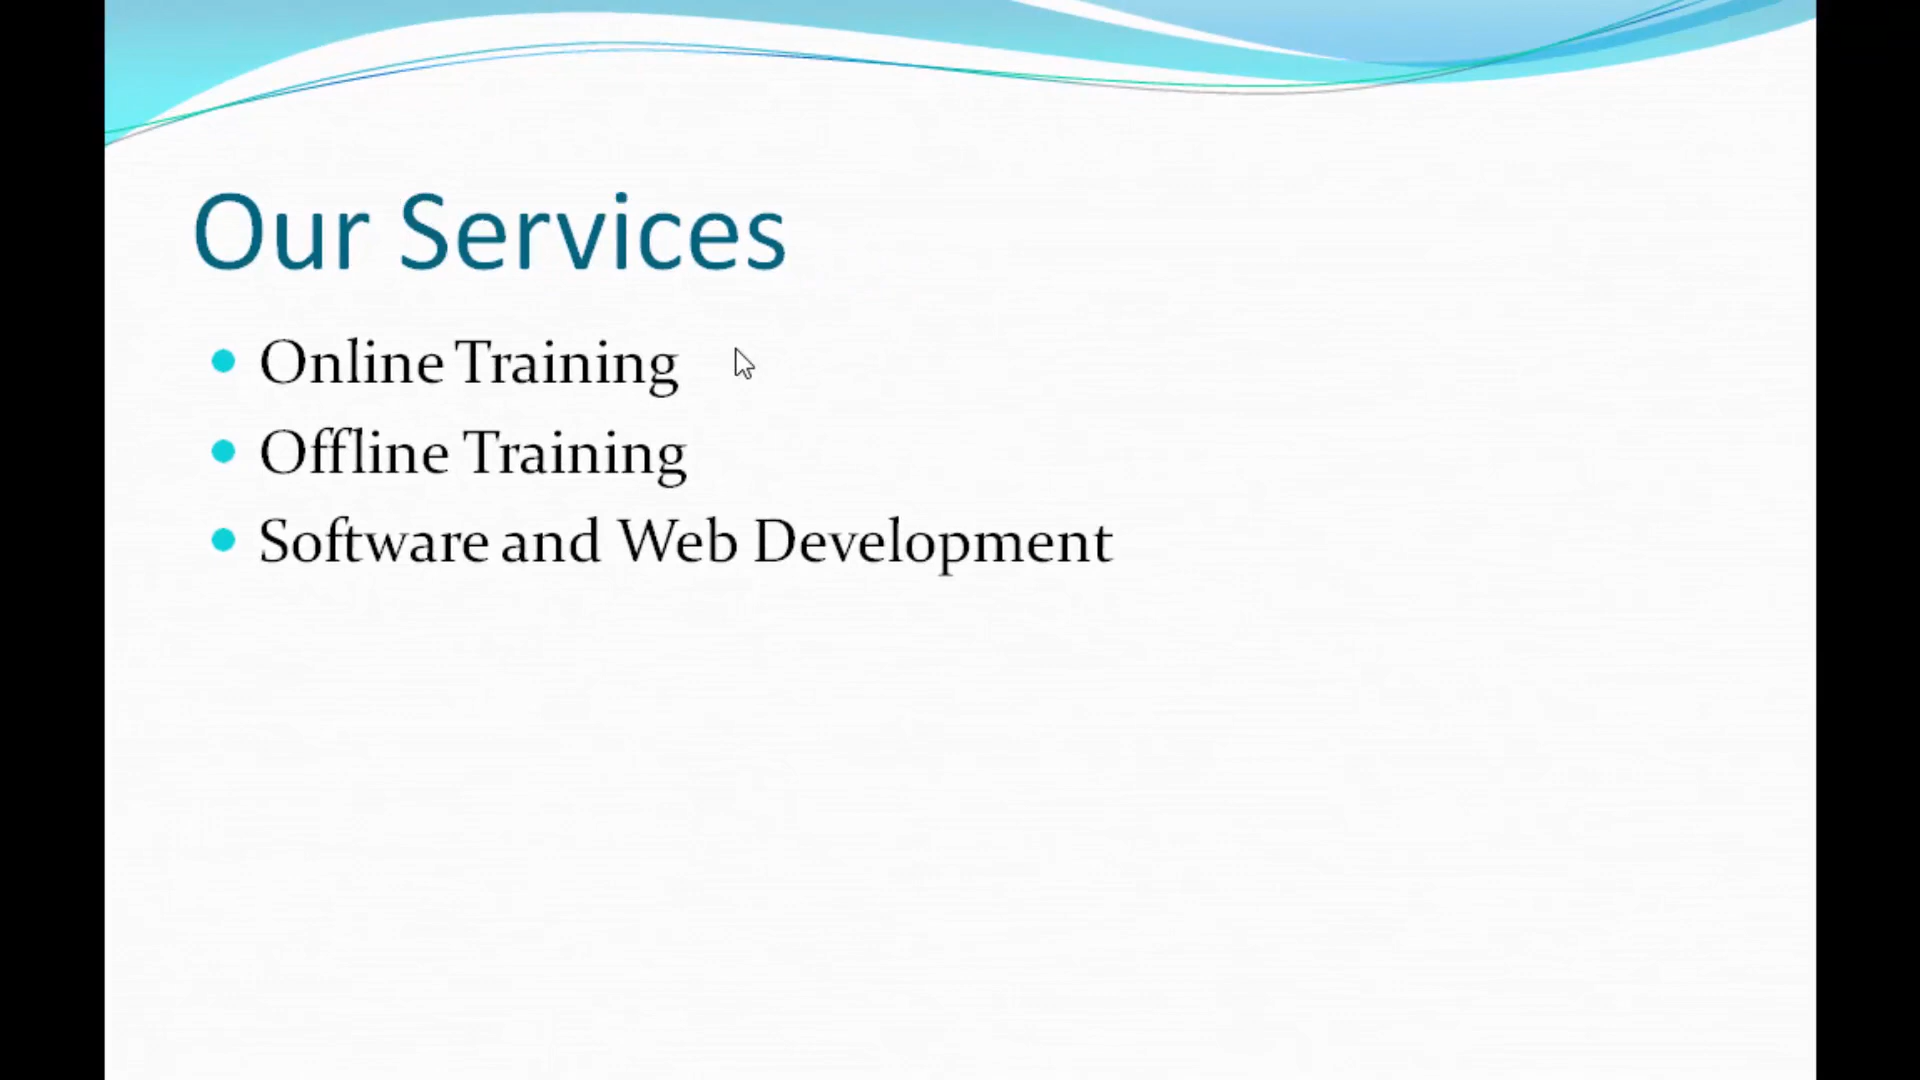 Our Services
Online Training
Offline Training
Software and Web Development